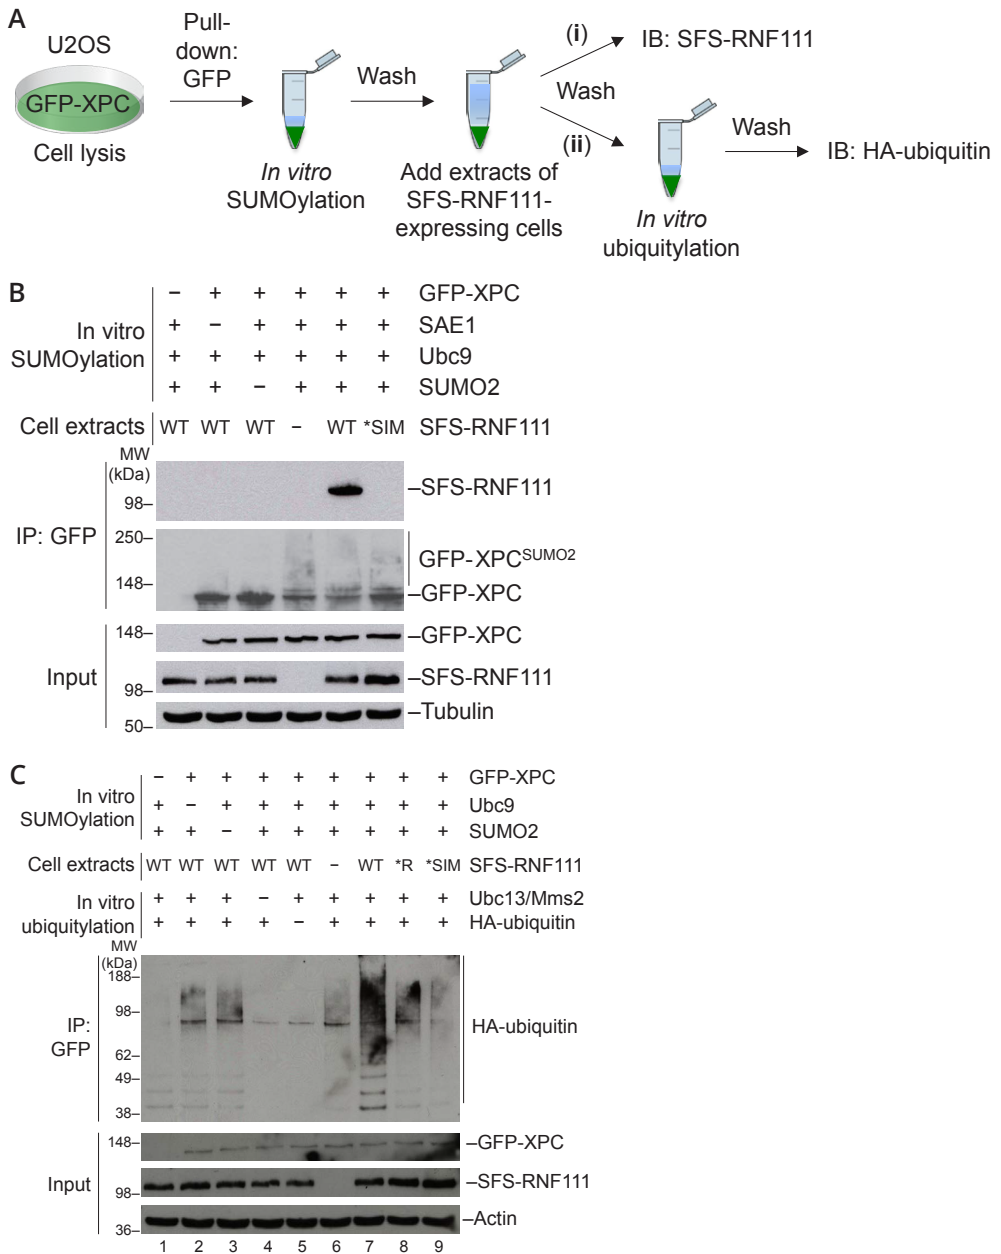 A
U2OS
GFP-XPC
Cell lysis
Pull-
down:
GFP
In vitro
SUMOylation
Wash
Add extracts of
SFS-RNF111-
expressing cells
(i)
Wash
(ii)
IB: SFS-RNF111
In vitro
ubiquitylation
Wash
IB: HA-ubiquitin
B
In vitro
SUMOylation
– + + + + + GFP-XPC
+ – + + + + SAE1
+ + + + + + Ubc9
+ + – + + + SUMO2
Cell extracts WT WT WT – WT *SIM SFS-RNF111
MW
(kDa)
IP: GFP
98–
–SFS-RNF111
250–
GFP-XPCSUMO2
148–
–GFP-XPC
Input
148–
–GFP-XPC
–SFS-RNF111
98–
–Tubulin
50–
C
In vitro
SUMOylation
– + + + + + + + + GFP-XPC
+ – + + + + + + + Ubc9
+ + – + + + + + + SUMO2
Cell extracts WT WT WT WT WT – WT *R *SIM SFS-RNF111
In vitro
ubiquitylation
+ + + – + + + + + Ubc13/Mms2
+ + + + – + + + + HA-ubiquitin
MW
(kDa)
188–
98–
IP:
GFP
HA-ubiquitin
62–
49–
38–
Input
148–
–GFP-XPC
–SFS-RNF111
98–
–Actin
36–
1 2 3 4 5 6 7 8 9